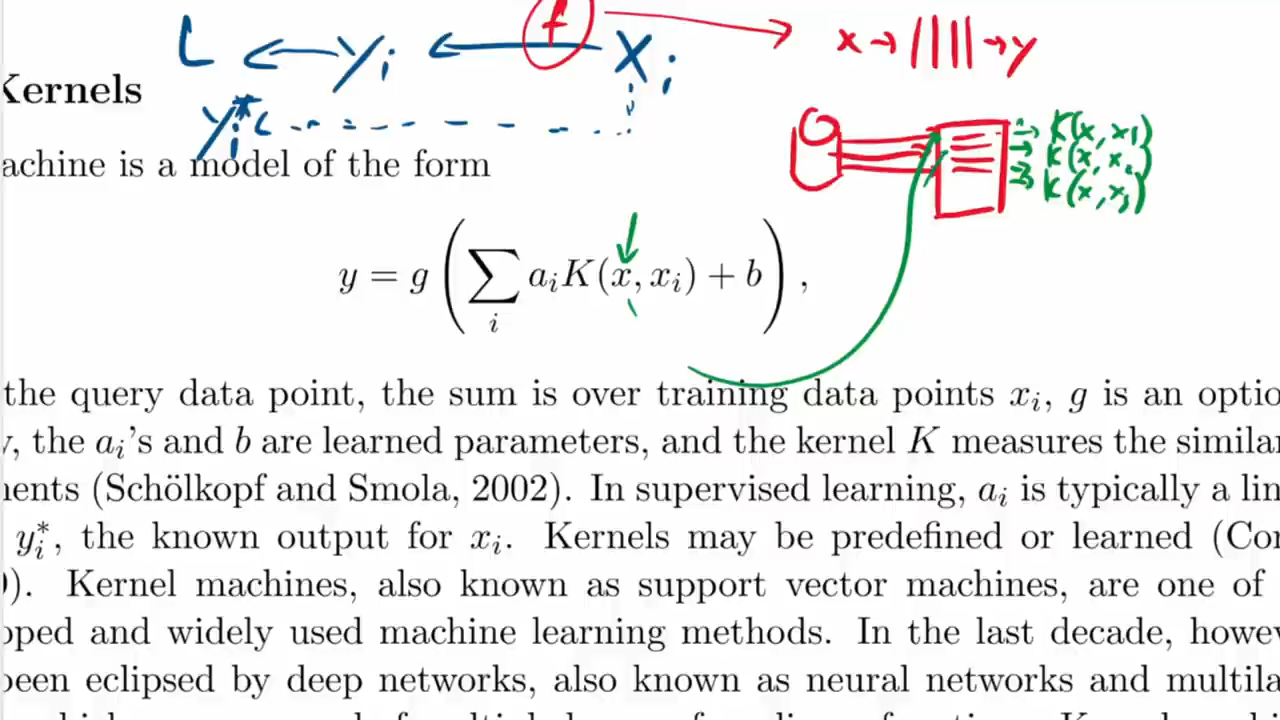 L ← y_i ← f x_i
x → |||| → y
Kernels
y_i^*
K(x, x_1)
K(x, x_2)
K(x, x_3)
achine is a model of the form
y = g ( ∑_i a_i K(x, x_i) + b ) ,
the query data point, the sum is over training data points x_i, g is an optio
, the a_i's and b are learned parameters, and the kernel K measures the similar
ents (Schölkopf and Smola, 2002). In supervised learning, a_i is typically a lin
y_i^*, the known output for x_i. Kernels may be predefined or learned (Cor
). Kernel machines, also known as support vector machines, are one of
oped and widely used machine learning methods. In the last decade, howev
been eclipsed by deep networks, also known as neural networks and multila